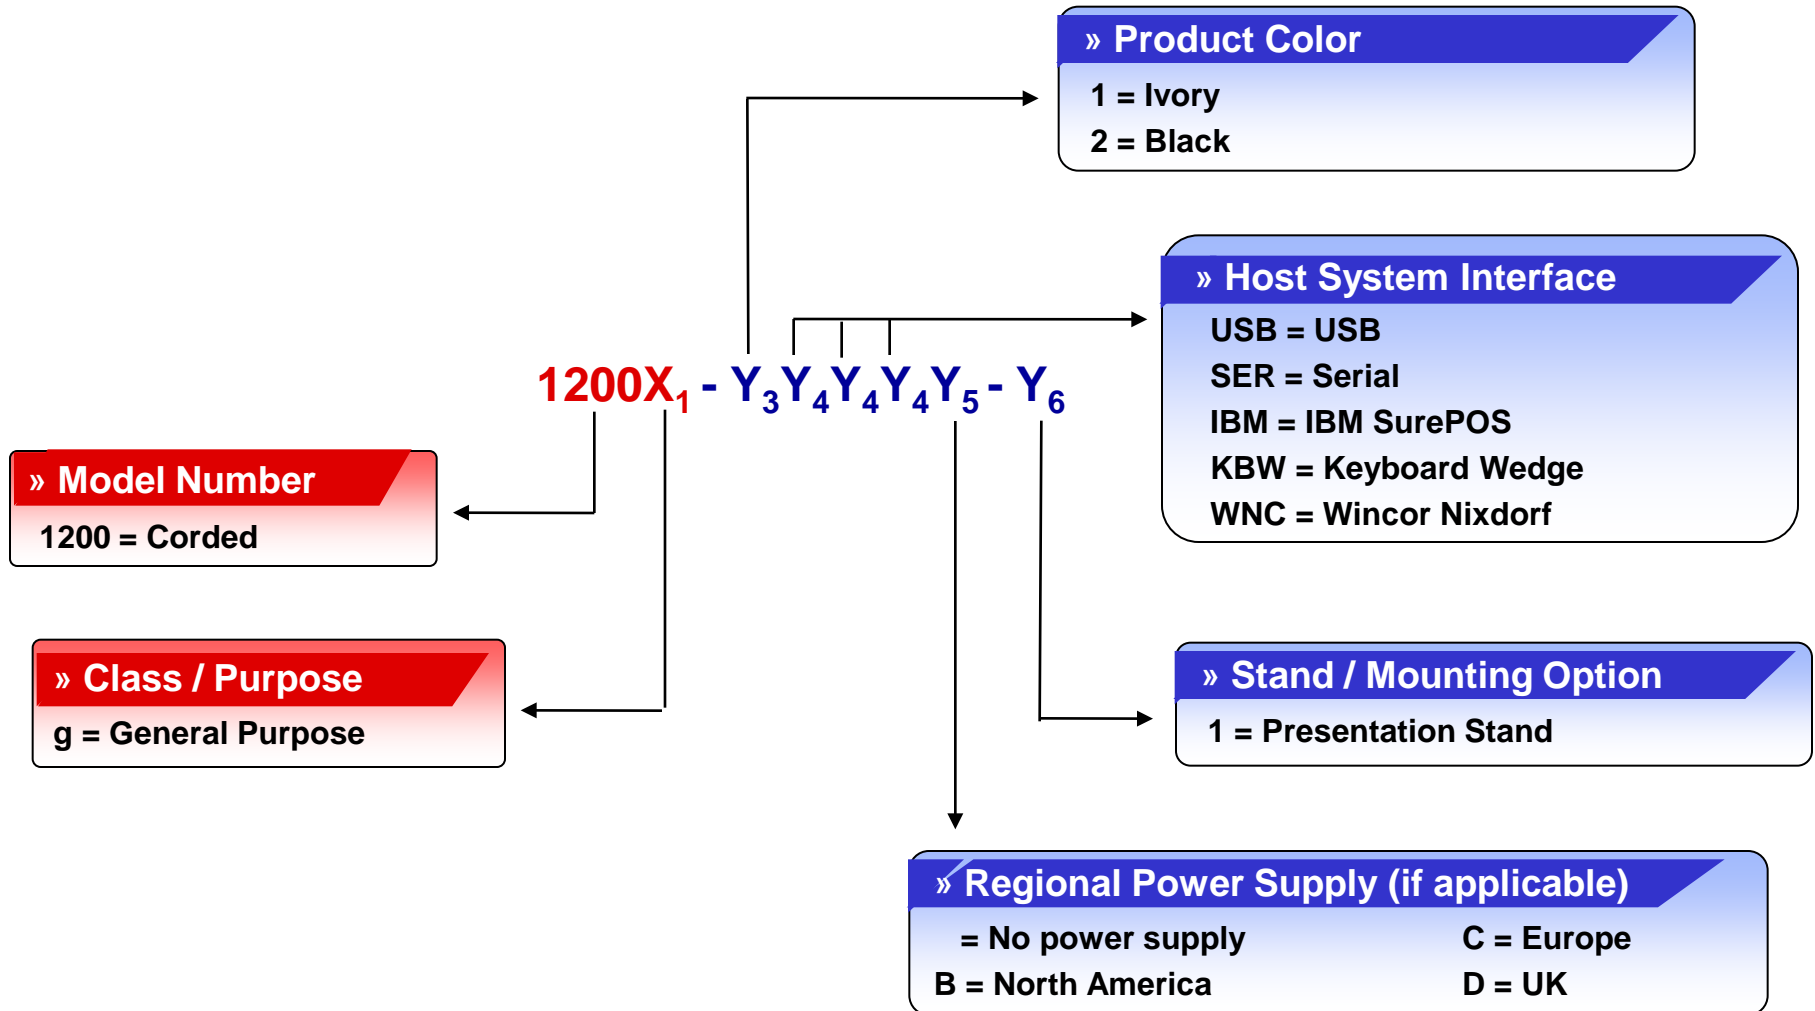 » Product Color
1 = Ivory
2 = Black
» Host System Interface
USB = USB
SER = Serial
IBM = IBM SurePOS
KBW = Keyboard Wedge
WNC = Wincor Nixdorf
1200X1 - Y3Y4Y4Y4Y5 - Y6
» Model Number
1200 = Corded
» Class / Purpose
g = General Purpose
» Stand / Mounting Option
1 = Presentation Stand
» Regional Power Supply (if applicable)
= No power supply C = Europe
B = North America D = UK